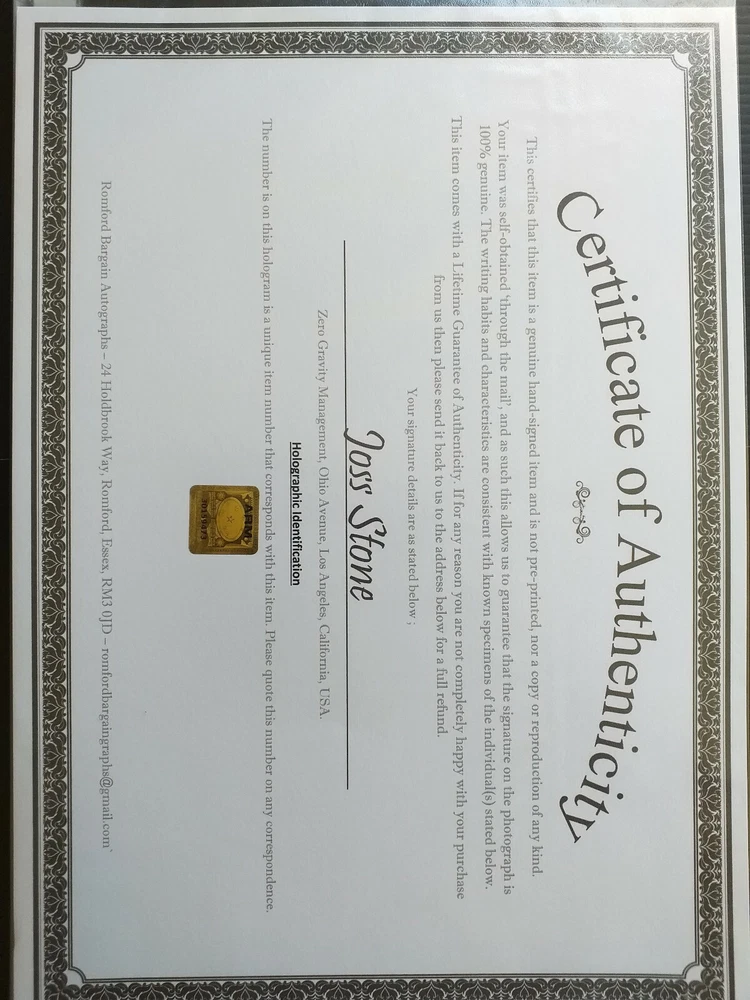 Certificate of Authenticity
This certifies that this item is a genuine hand-signed item and is not pre-printed, nor a copy or reproduction of any kind.
Your item was self-obtained 'through the mail', and as such this allows us to guarantee that the signature on the photograph is
100% genuine. The writing habits and characteristics are consistent with known specimens of the individual(s) stated below.
This item comes with a Lifetime Guarantee of Authenticity. If for any reason you are not completely happy with your purchase
from us then please send it back to us to the address below for a full refund.
Your signature details are as stated below ;
Joss Stone
Zero Gravity Management, Ohio Avenue, Los Angeles, California, USA.
Holographic Identification
The number is on this hologram is a unique item number that corresponds with this item. Please quote this number on any correspondence.
Romford Bargain Autographs – 24 Holdbrook Way, Romford, Essex, RM3 0JD – romfordbargaingraphs@gmail.com`